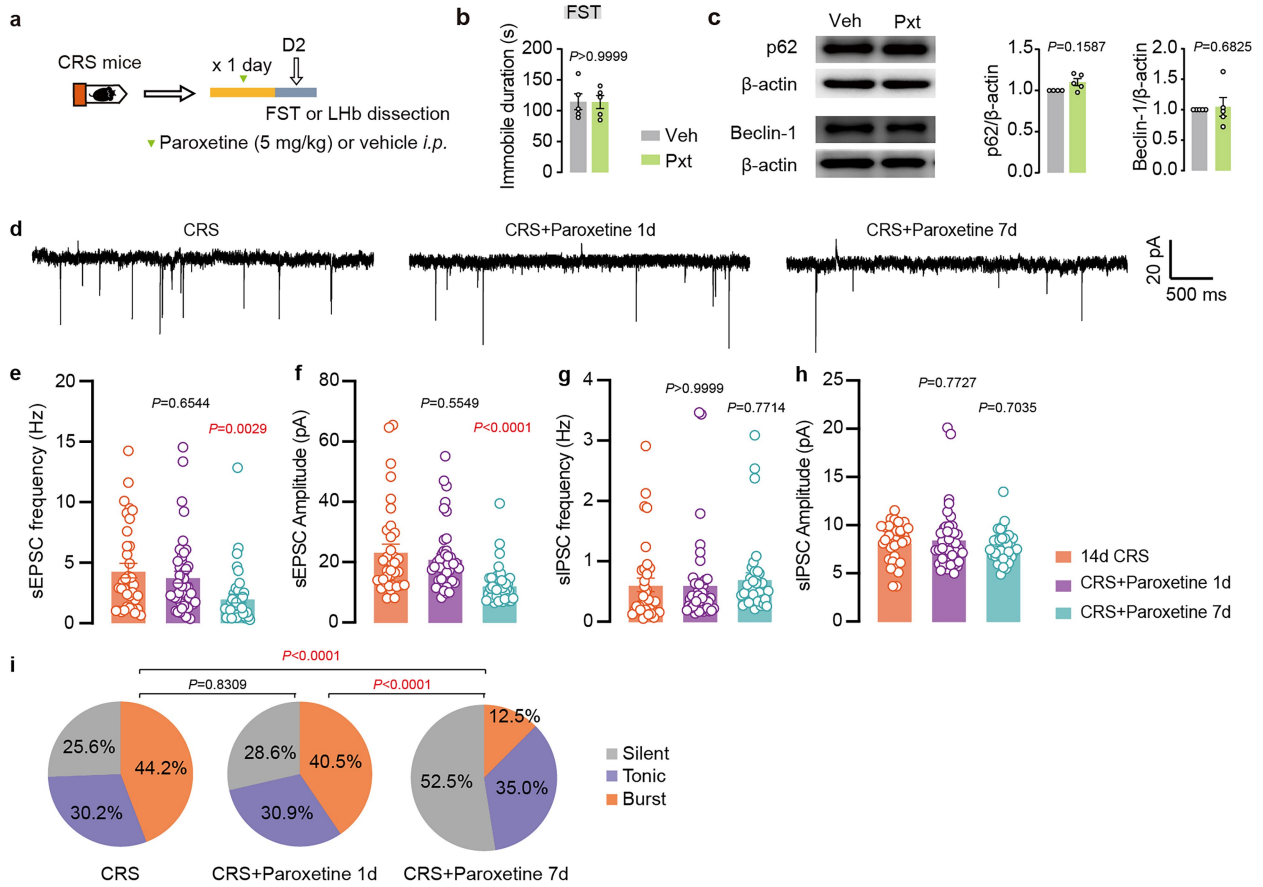 a
CRS mice
x 1 day
D2
FST or LHb dissection
Paroxetine (5 mg/kg) or vehicle i.p.
b
FST
Immobile duration (s)
200
150
100
50
0
P>0.9999
Veh
Pxt
c
Veh
Pxt
p62
β-actin
Beclin-1
β-actin
p62/β-actin
1.5
1.0
0.5
0.0
P=0.1587
Beclin-1/β-actin
2.0
1.5
1.0
0.5
0.0
P=0.6825
d
CRS
CRS+Paroxetine 1d
CRS+Paroxetine 7d
20 pA
500 ms
e
sEPSC frequency (Hz)
20
15
10
5
0
P=0.6544
P=0.0029
f
sEPSC Amplitude (pA)
80
60
40
20
0
P=0.5549
P<0.0001
g
sIPSC frequency (Hz)
4
3
2
1
0
P>0.9999
P=0.7714
h
sIPSC Amplitude (pA)
25
20
15
10
5
0
P=0.7727
P=0.7035
14d CRS
CRS+Paroxetine 1d
CRS+Paroxetine 7d
i
P<0.0001
P=0.8309
P<0.0001
25.6%
44.2%
30.2%
CRS
28.6%
40.5%
30.9%
CRS+Paroxetine 1d
12.5%
52.5%
35.0%
CRS+Paroxetine 7d
Silent
Tonic
Burst